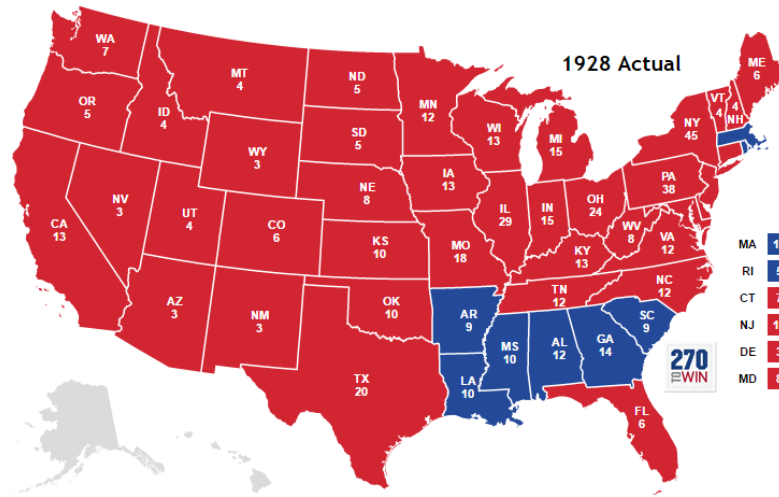 1928 Actual
WA
7
OR
5
ID
4
MT
4
ND
5
SD
5
WY
3
NE
8
NV
3
UT
4
CO
6
CA
13
KS
10
AZ
3
NM
3
OK
10
TX
20
MN
12
IA
13
MO
18
WI
13
MI
15
IL
29
IN
15
OH
24
KY
13
TN
12
AR
9
LA
10
MS
10
AL
12
GA
14
SC
9
NC
12
FL
6
VA
12
WV
8
PA
38
NY
45
VT
4
4
NH
ME
6
MA
RI
CT
NJ
DE
MD
270
TO WIN